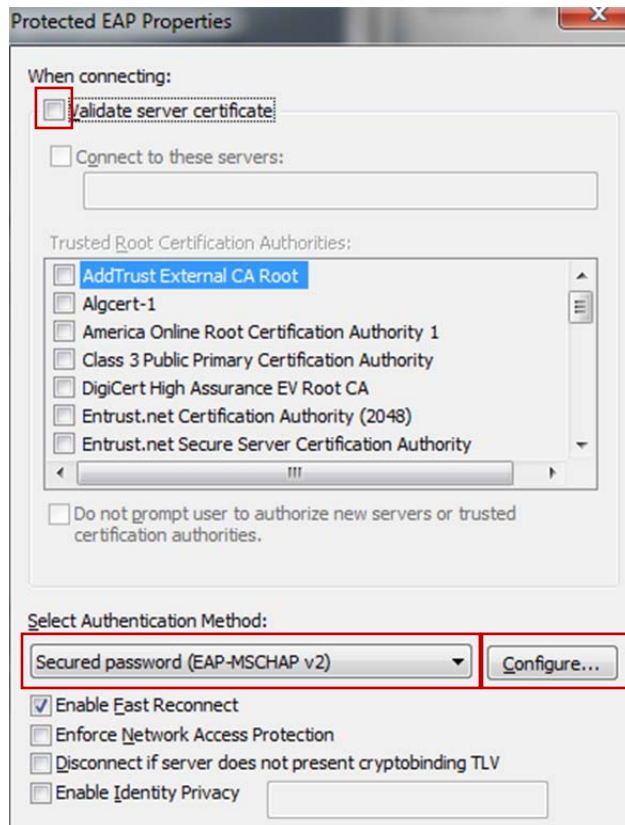 Protected EAP Properties
When connecting:
Validate server certificate
Connect to these servers:
Trusted Root Certification Authorities:
AddTrust External CA Root
Algcert-1
America Online Root Certification Authority 1
Class 3 Public Primary Certification Authority
DigiCert High Assurance EV Root CA
Entrust.net Certification Authority (2048)
Entrust.net Secure Server Certification Authority
Do not prompt user to authorize new servers or trusted
certification authorities.
Select Authentication Method:
Secured password (EAP-MSCHAP v2) Configure...
Enable Fast Reconnect
Enforce Network Access Protection
Disconnect if server does not present cryptobinding TLV
Enable Identity Privacy